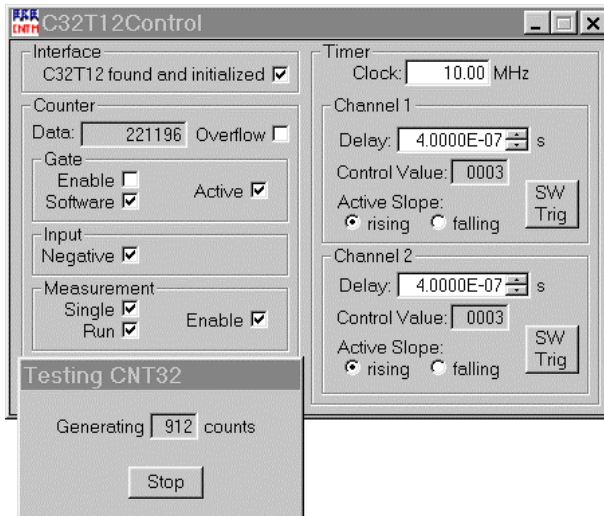 CNTM
C32T12Control
Interface
C32T12 found and initialized
Counter
Data: 221196 Overflow
Gate
Enable
Software
Active
Input
Negative
Measurement
Single
Run
Enable
Testing CNT32
Generating 912 counts
Stop
Timer
Clock: 10.00 MHz
Channel 1
Delay: 4.0000E-07 s
Control Value: 0003
Active Slope:
rising falling
SW
Trig
Channel 2
Delay: 4.0000E-07 s
Control Value: 0003
Active Slope:
rising falling
SW
Trig